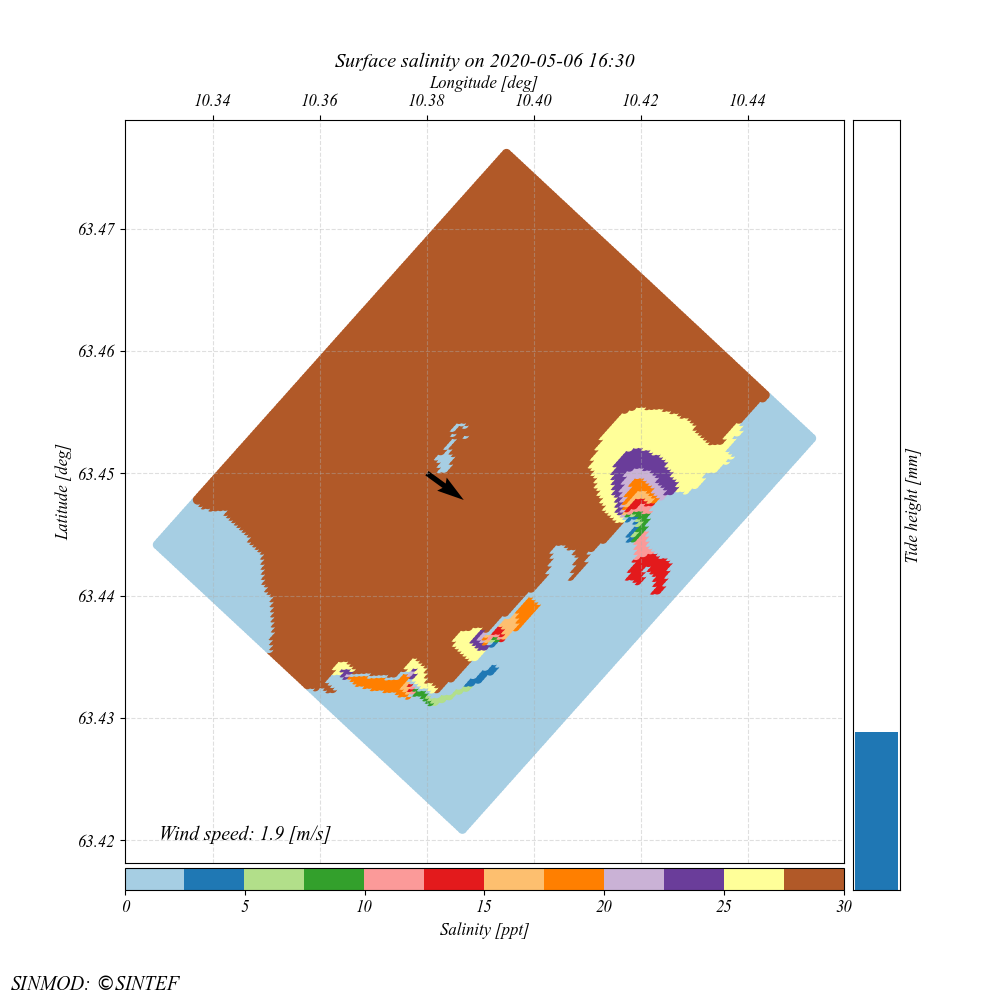 Surface salinity on 2020-05-06 16:30
Longitude [deg]
10.34 10.36 10.38 10.40 10.42 10.44
63.47
63.46
63.45
63.44
63.43
63.42
Latitude [deg]
Tide height [mm]
Wind speed: 1.9 [m/s]
0 5 10 15 20 25 30
Salinity [ppt]
SINMOD: ©SINTEF